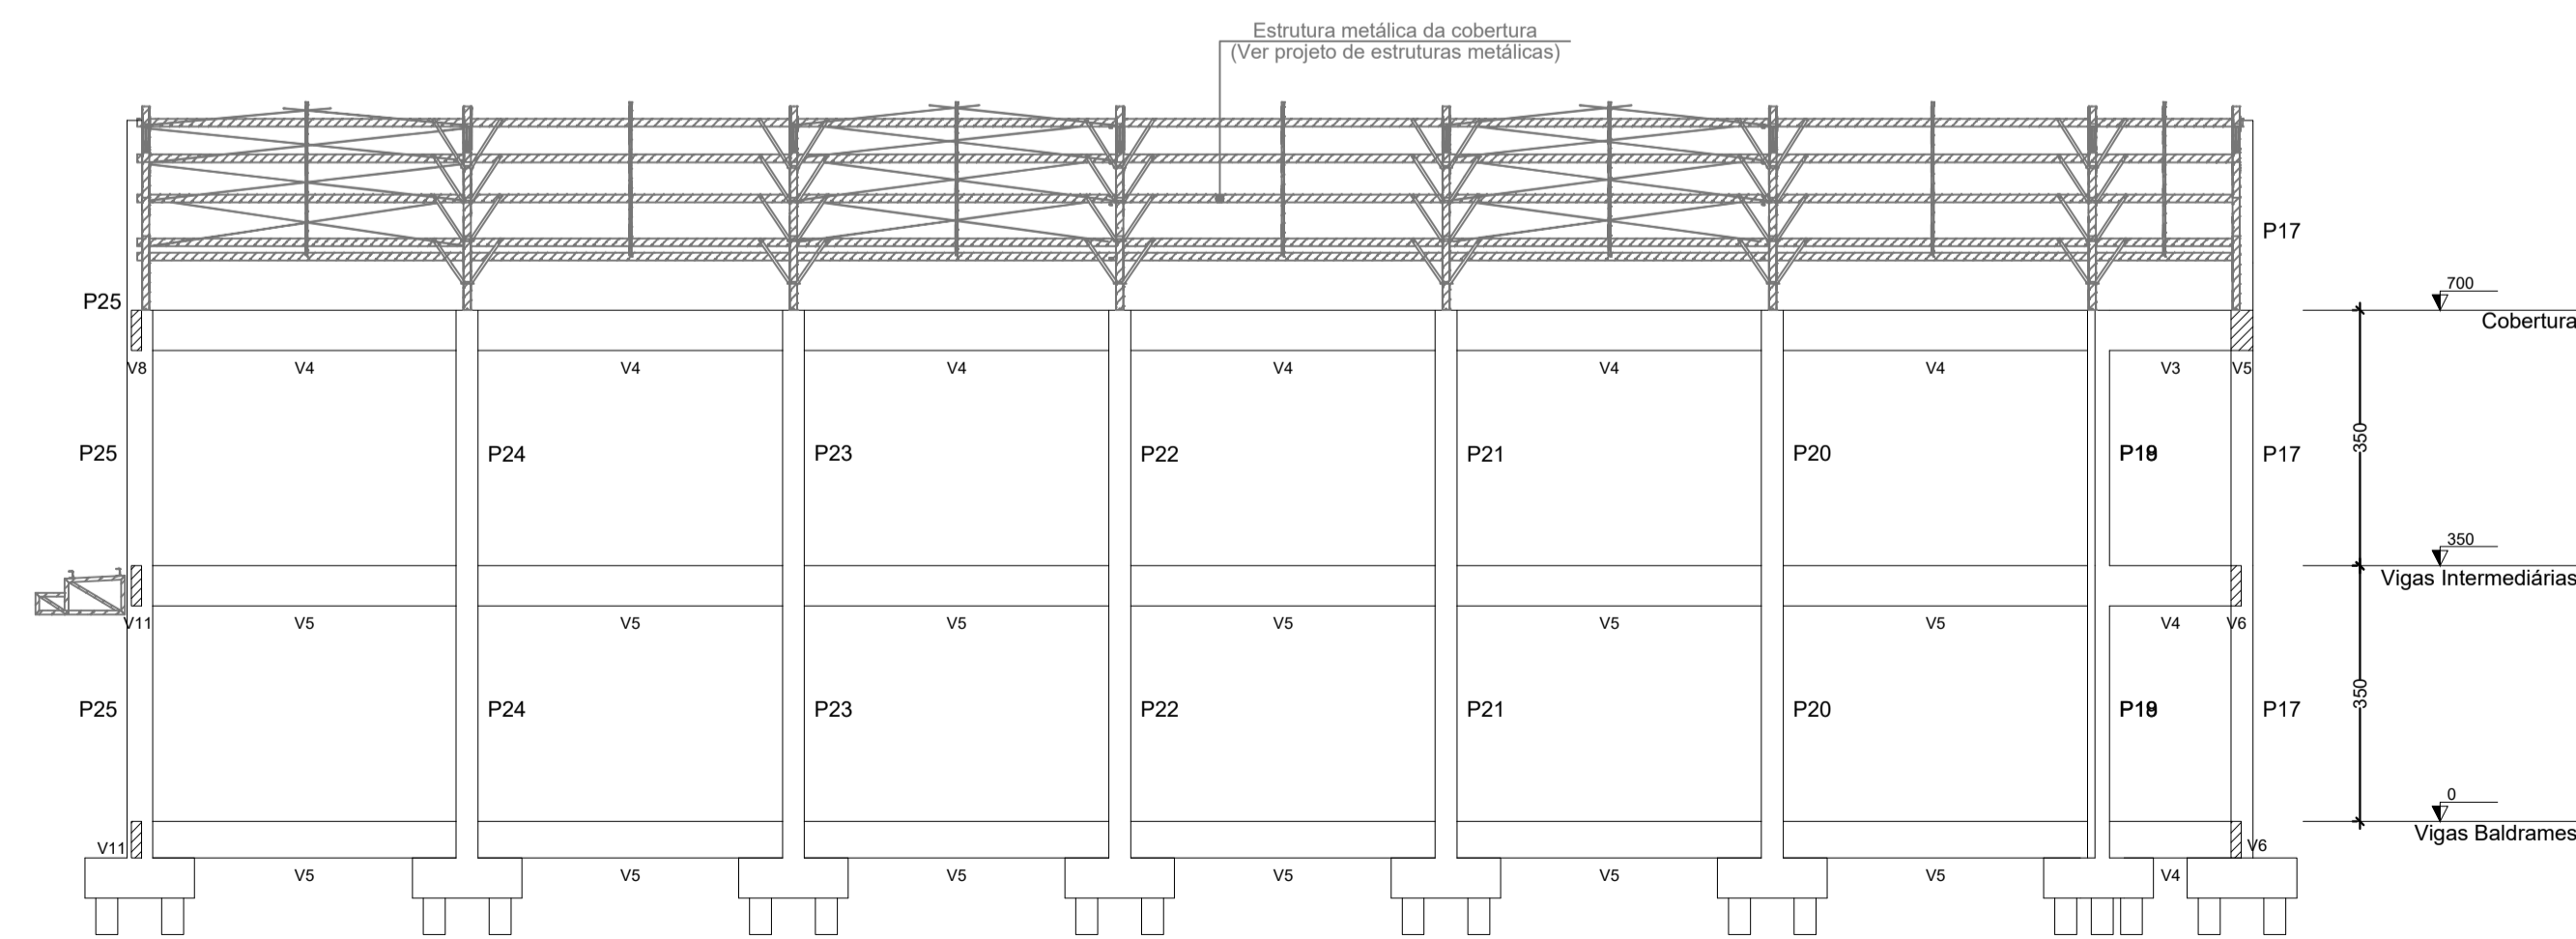 Estrutura metálica da cobertura
(Ver projeto de estruturas metálicas)
P17
P25
700
Cobertura
V8 V4 V4 V4 V4 V4 V4 V3 V5
P25 P24 P23 P22 P21 P20 P17
350
350
Vigas Intermediárias
V11 V5 V5 V5 V5 V5 V5 V4 V6
P25 P24 P23 P22 P21 P20 P17
350
0
Vigas Baldrames
V11 V6
V5 V5 V5 V5 V5 V5 V4